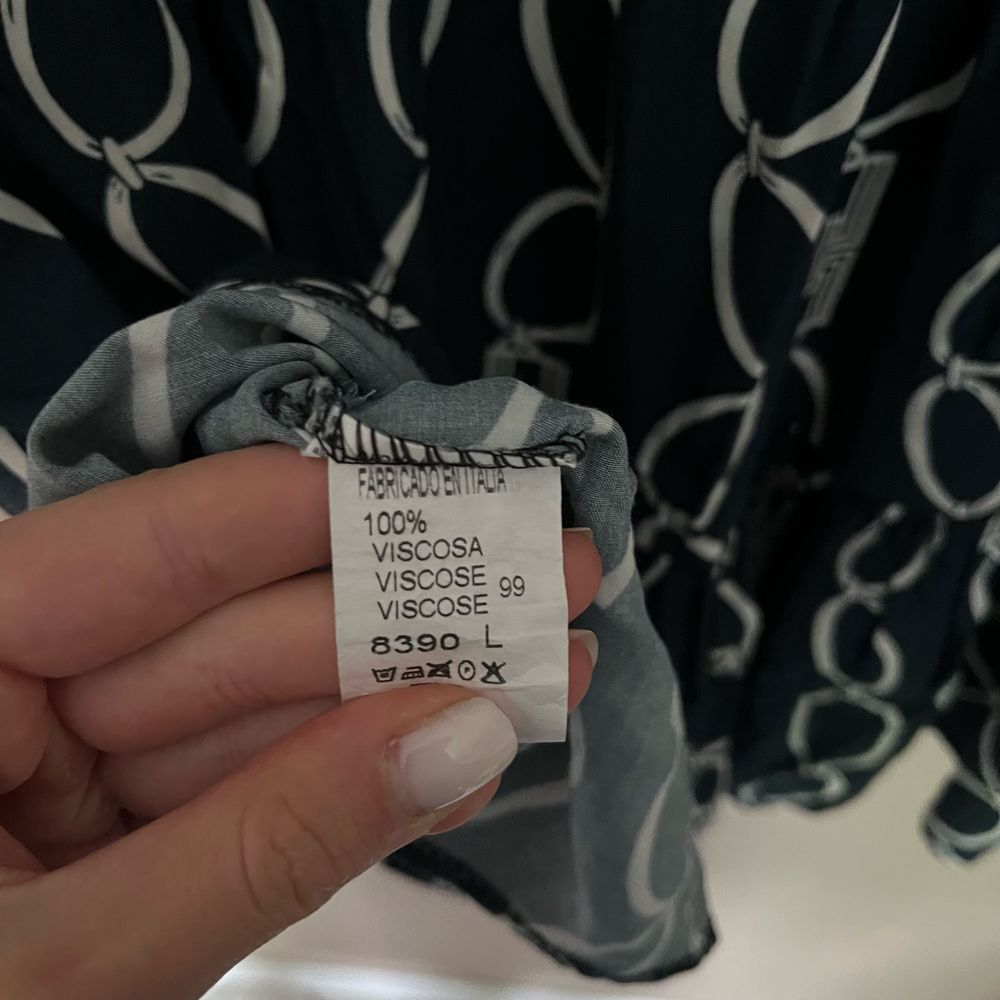 FABRICADO EN ITALIA
100%
VISCOSA
VISCOSE
VISCOSE 99
8390 L